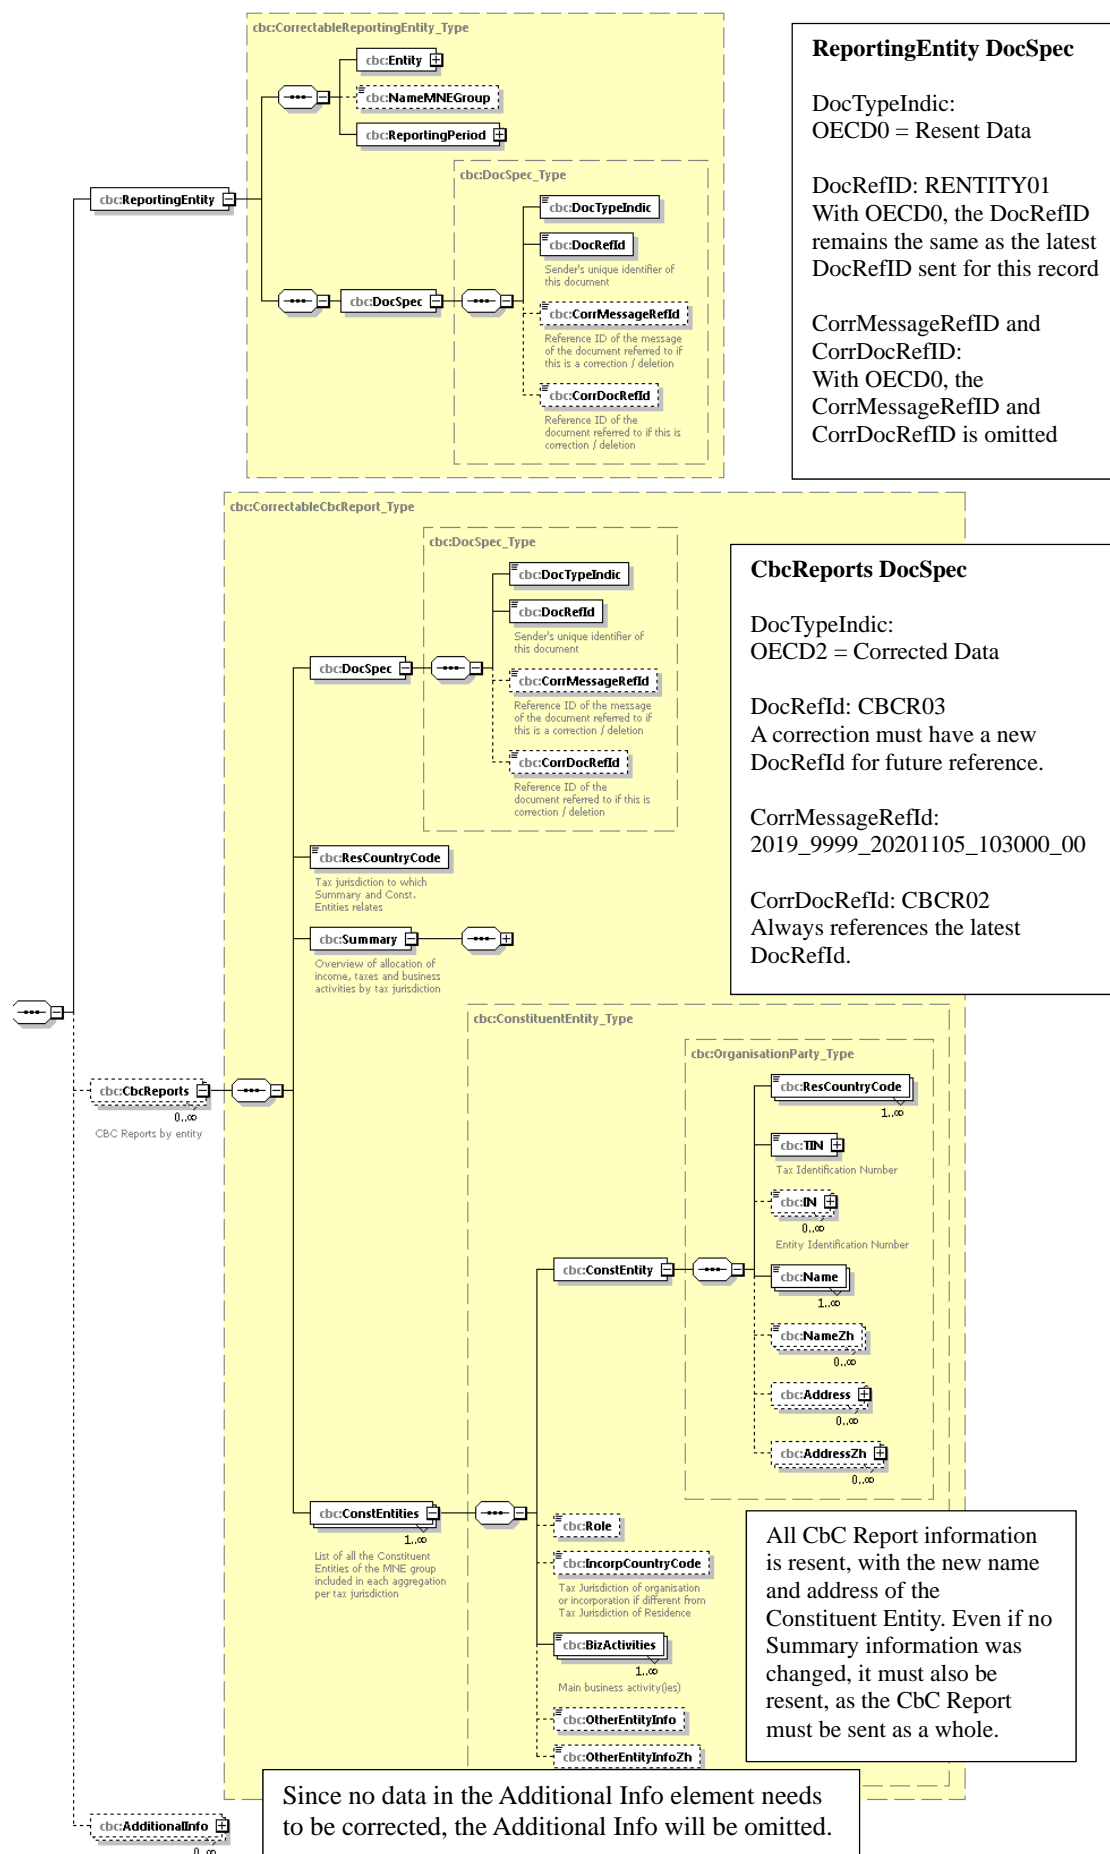 cbc:CorrectableReportingEntity_Type
cbc:Entity
cbc:NameMNEGroup
cbc:ReportingPeriod
cbc:ReportingEntity
cbc:DocSpec_Type
cbc:DocTypeIndic
cbc:DocRefId
Sender's unique identifier of
this document
cbc:DocSpec
cbc:CorrMessageRefId
Reference ID of the message
of the document referred to if
this is a correction / deletion
cbc:CorrDocRefId
Reference ID of the
document referred to if this is
correction / deletion
ReportingEntity DocSpec
DocTypeIndic:
OECD0 = Resent Data
DocRefID: RENTITY01
With OECD0, the DocRefID
remains the same as the latest
DocRefID sent for this record
CorrMessageRefID and
CorrDocRefID:
With OECD0, the
CorrMessageRefID and
CorrDocRefID is omitted
cbc:CorrectableCbcReport_Type
cbc:DocSpec_Type
cbc:DocTypeIndic
cbc:DocRefId
Sender's unique identifier of
this document
cbc:DocSpec
cbc:CorrMessageRefId
Reference ID of the message
of the document referred to if
this is a correction / deletion
cbc:CorrDocRefId
Reference ID of the
document referred to if this is
correction / deletion
CbcReports DocSpec
DocTypeIndic:
OECD2 = Corrected Data
DocRefId: CBCR03
A correction must have a new
DocRefId for future reference.
CorrMessageRefId:
2019_9999_20201105_103000_00
CorrDocRefId: CBCR02
Always references the latest
DocRefId.
cbc:ResCountryCode
Tax jurisdiction to which
Summary and Const.
Entities relates
cbc:Summary
Overview of allocation of
income, taxes and business
activities by tax jurisdiction
cbc:CbcReports
0..∞
CBC Reports by entity
cbc:ConstituentEntity_Type
cbc:OrganisationParty_Type
cbc:ResCountryCode
1..∞
cbc:TIN
Tax Identification Number
cbc:IN
0..∞
Entity Identification Number
cbc:ConstEntity
cbc:Name
1..∞
cbc:NameZh
0..∞
cbc:Address
0..∞
cbc:AddressZh
0..∞
cbc:ConstEntities
1..∞
List of all the Constituent
Entities of the MNE group
included in each aggregation
per tax jurisdiction
cbc:Role
cbc:IncorpCountryCode
Tax Jurisdiction of organisation
or incorporation if different from
Tax Jurisdiction of Residence
cbc:BizActivities
1..∞
Main business activity(ies)
cbc:OtherEntityInfo
cbc:OtherEntityInfoZh
All CbC Report information
is resent, with the new name
and address of the
Constituent Entity. Even if no
Summary information was
changed, it must also be
resent, as the CbC Report
must be sent as a whole.
Since no data in the Additional Info element needs
to be corrected, the Additional Info will be omitted.
cbc:AdditionalInfo
0..∞